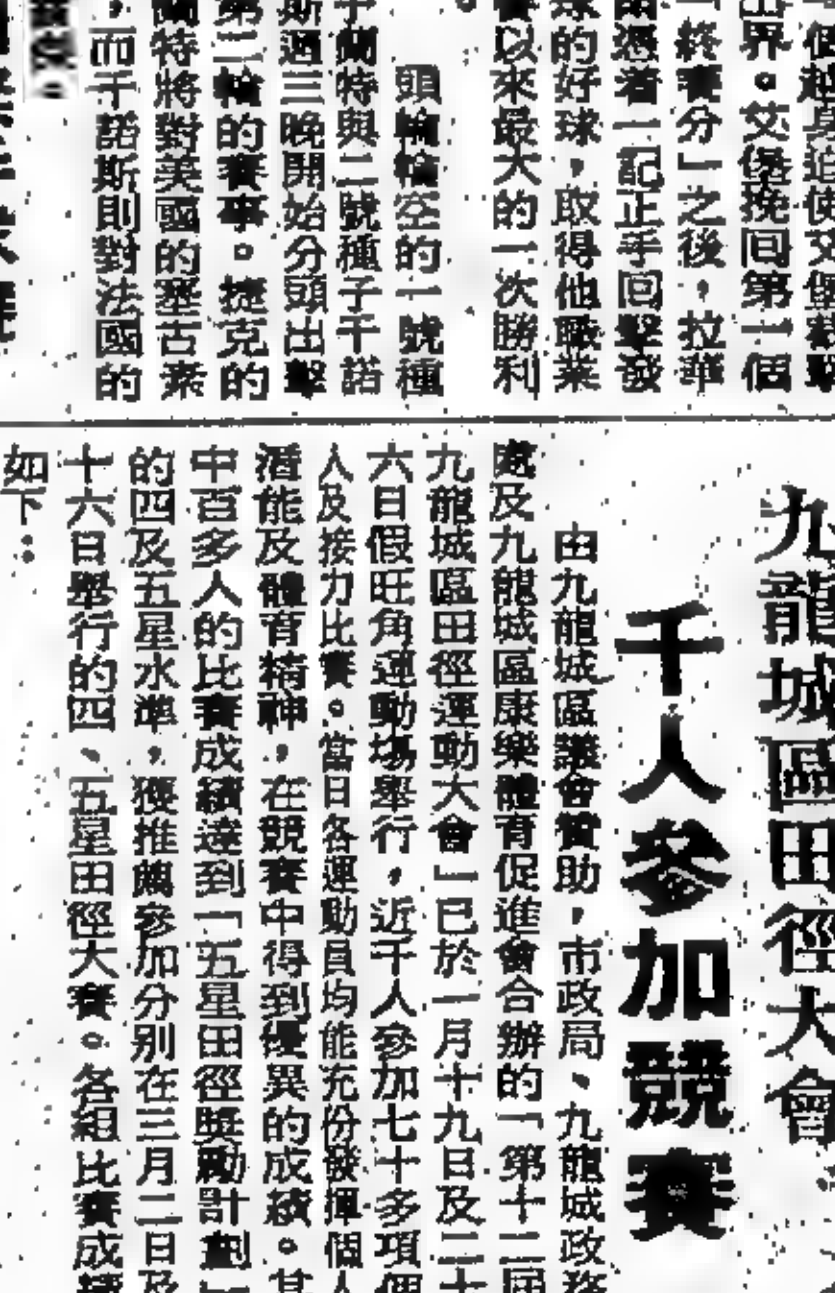 個越莫迫使艾保
出界。艾保挽回第一個
「終賽分」之後，拉華
憑着一記正手回擊發
球的好球，取得他職業
賽以來最大的一次勝利
。
頭輪輪空的一號種
子蘭特與二號種子千諾
斯週三晚開始分頭出擊
第二輪的賽事。捷克的
蘭特將對美國的塞古素
，而千諾斯則對法國的
九龍城區田徑大會
千人參加競賽
由九龍城區議會贊助，市政局、九龍城政務
處及九龍城區康樂體育促進會合辦的「第十二屆
九龍城區田徑運動大會」已於一月十九日及二十
六日假旺角運動場舉行，近千人參加七十多項個
人及接力比賽。當日各運動員均能充份發揮個人
潛能及體育精神，在競賽中得到優異的成績。其
中百多人的比賽成績達到「五星田徑獎勵計劃」
的四及五星水準，獲推薦參加分別在三月二日及
十六日舉行的四、五星田徑大賽。各組比賽成績
如下：